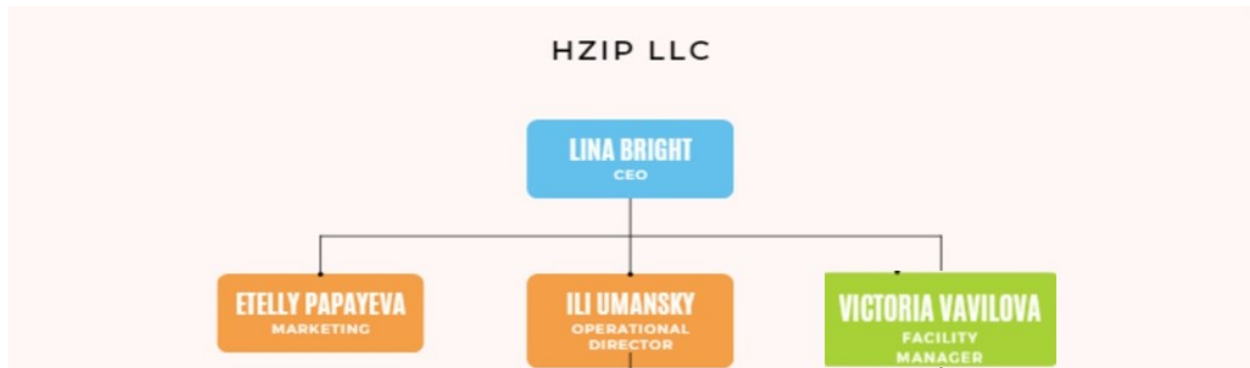 HZIP LLC
LINA BRIGHT
CEO
ETELLY PAPAYEVA
MARKETING
ILI UMANSKY
OPERATIONAL
DIRECTOR
VICTORIA VAVILOVA
FACILITY
MANAGER